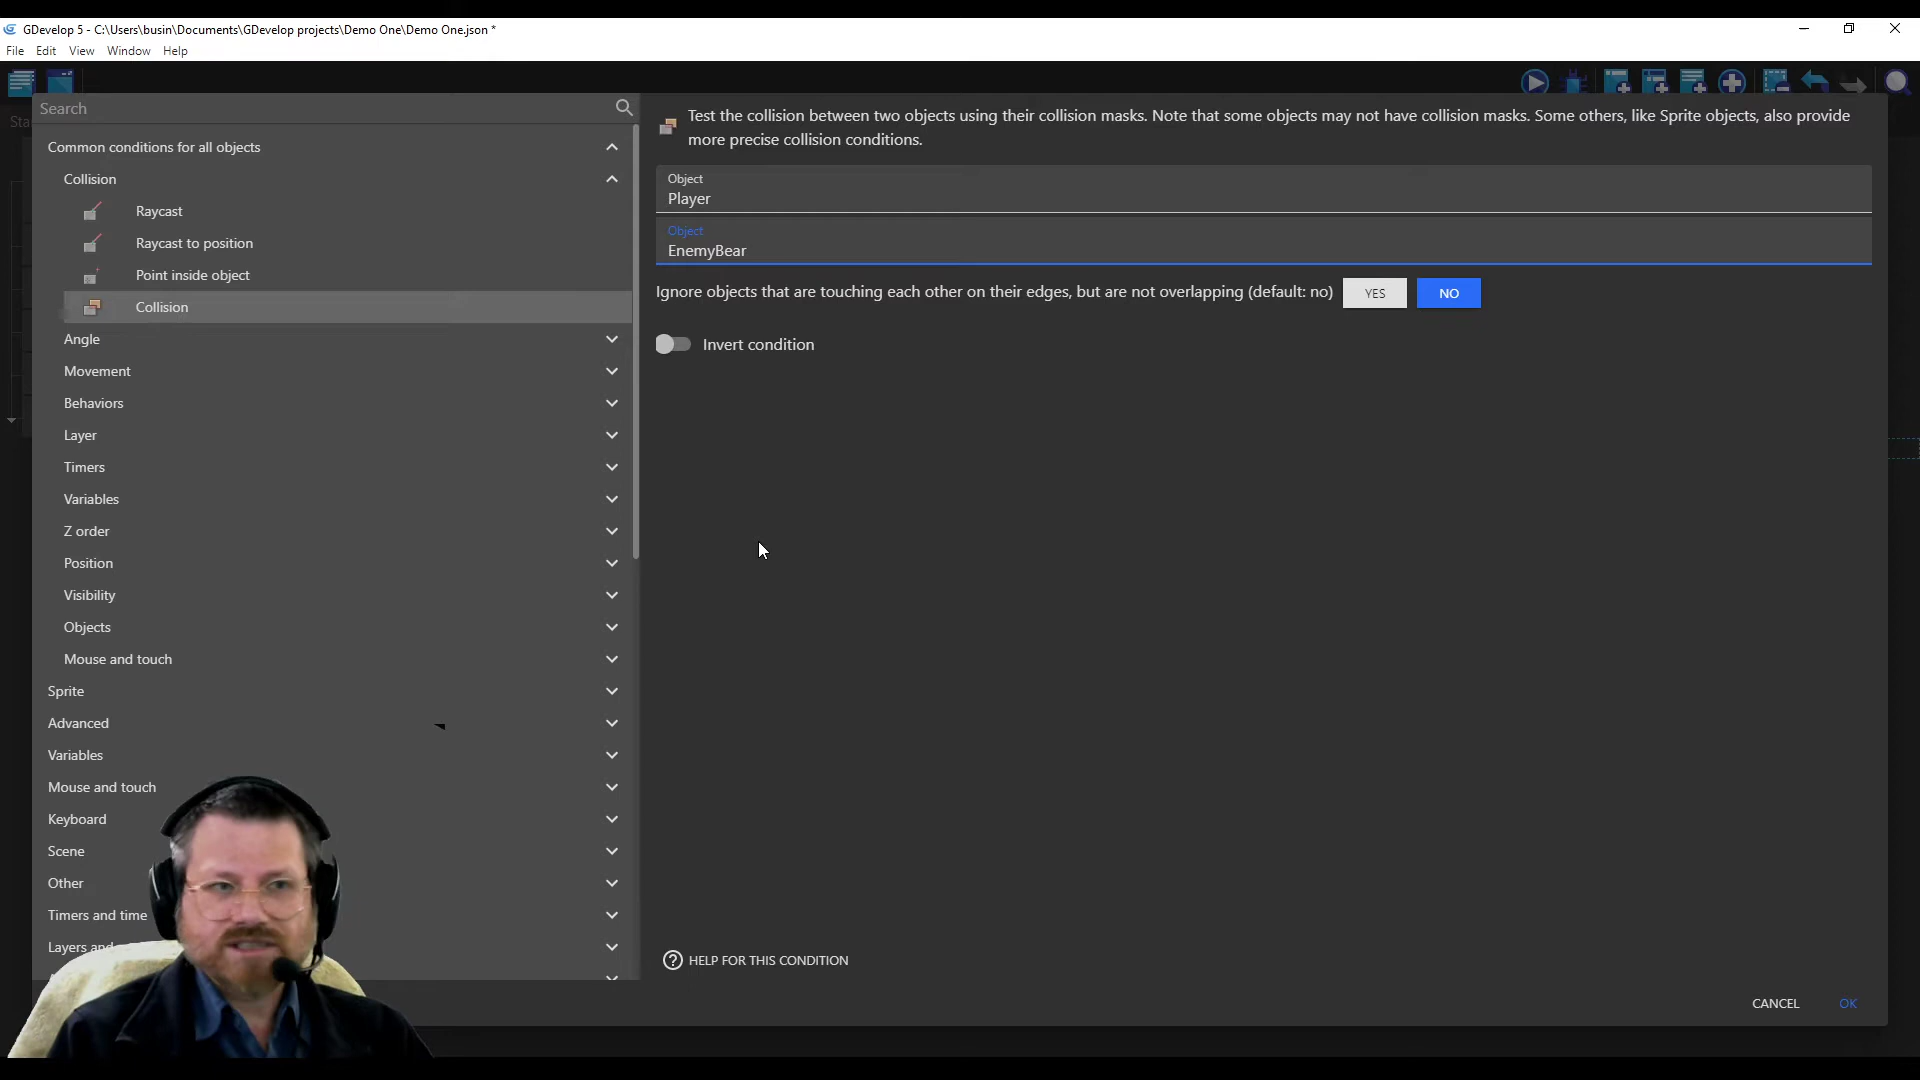 GDevelop 5 - C:\Users\busin\Documents\GDevelop projects\Demo One\Demo One.json *
File Edit View Window Help
Search
Common conditions for all objects
Collision
Raycast
Raycast to position
Point inside object
Collision
Angle
Movement
Behaviors
Layer
Timers
Variables
Z order
Position
Visibility
Objects
Mouse and touch
Sprite
Advanced
Variables
Mouse and touch
Keyboard
Scene
Other
Timers and time
Layers and
Test the collision between two objects using their collision masks. Note that some objects may not have collision masks. Some others, like Sprite objects, also provide
more precise collision conditions.
Object
Player
Object
EnemyBear
Ignore objects that are touching each other on their edges, but are not overlapping (default: no) YES NO
Invert condition
HELP FOR THIS CONDITION
CANCEL OK